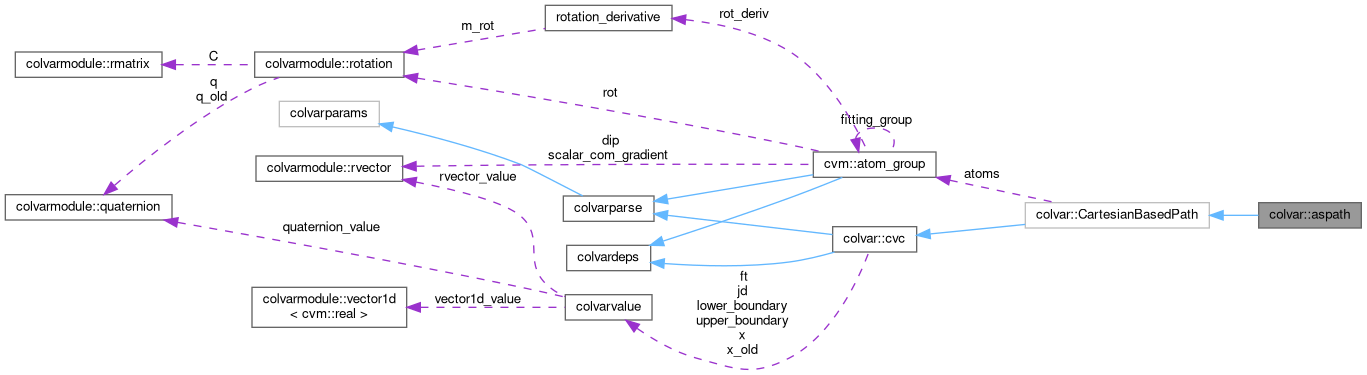 rotation_derivative
rot_deriv
m_rot
colvarmodule::rmatrix
C
colvarmodule::rotation
q
q_old
rot
colvarparams
fitting_group
dip
scalar_com_gradient
colvarmodule::rvector
rvector_value
cvm::atom_group
atoms
colvarmodule::quaternion
colvarparse
colvar::CartesianBasedPath
colvar::aspath
quaternion_value
colvardeps
colvar::cvc
ft
jd
lower_boundary
upper_boundary
x
x_old
colvarmodule::vector1d
< cvm::real >
vector1d_value
colvarvalue